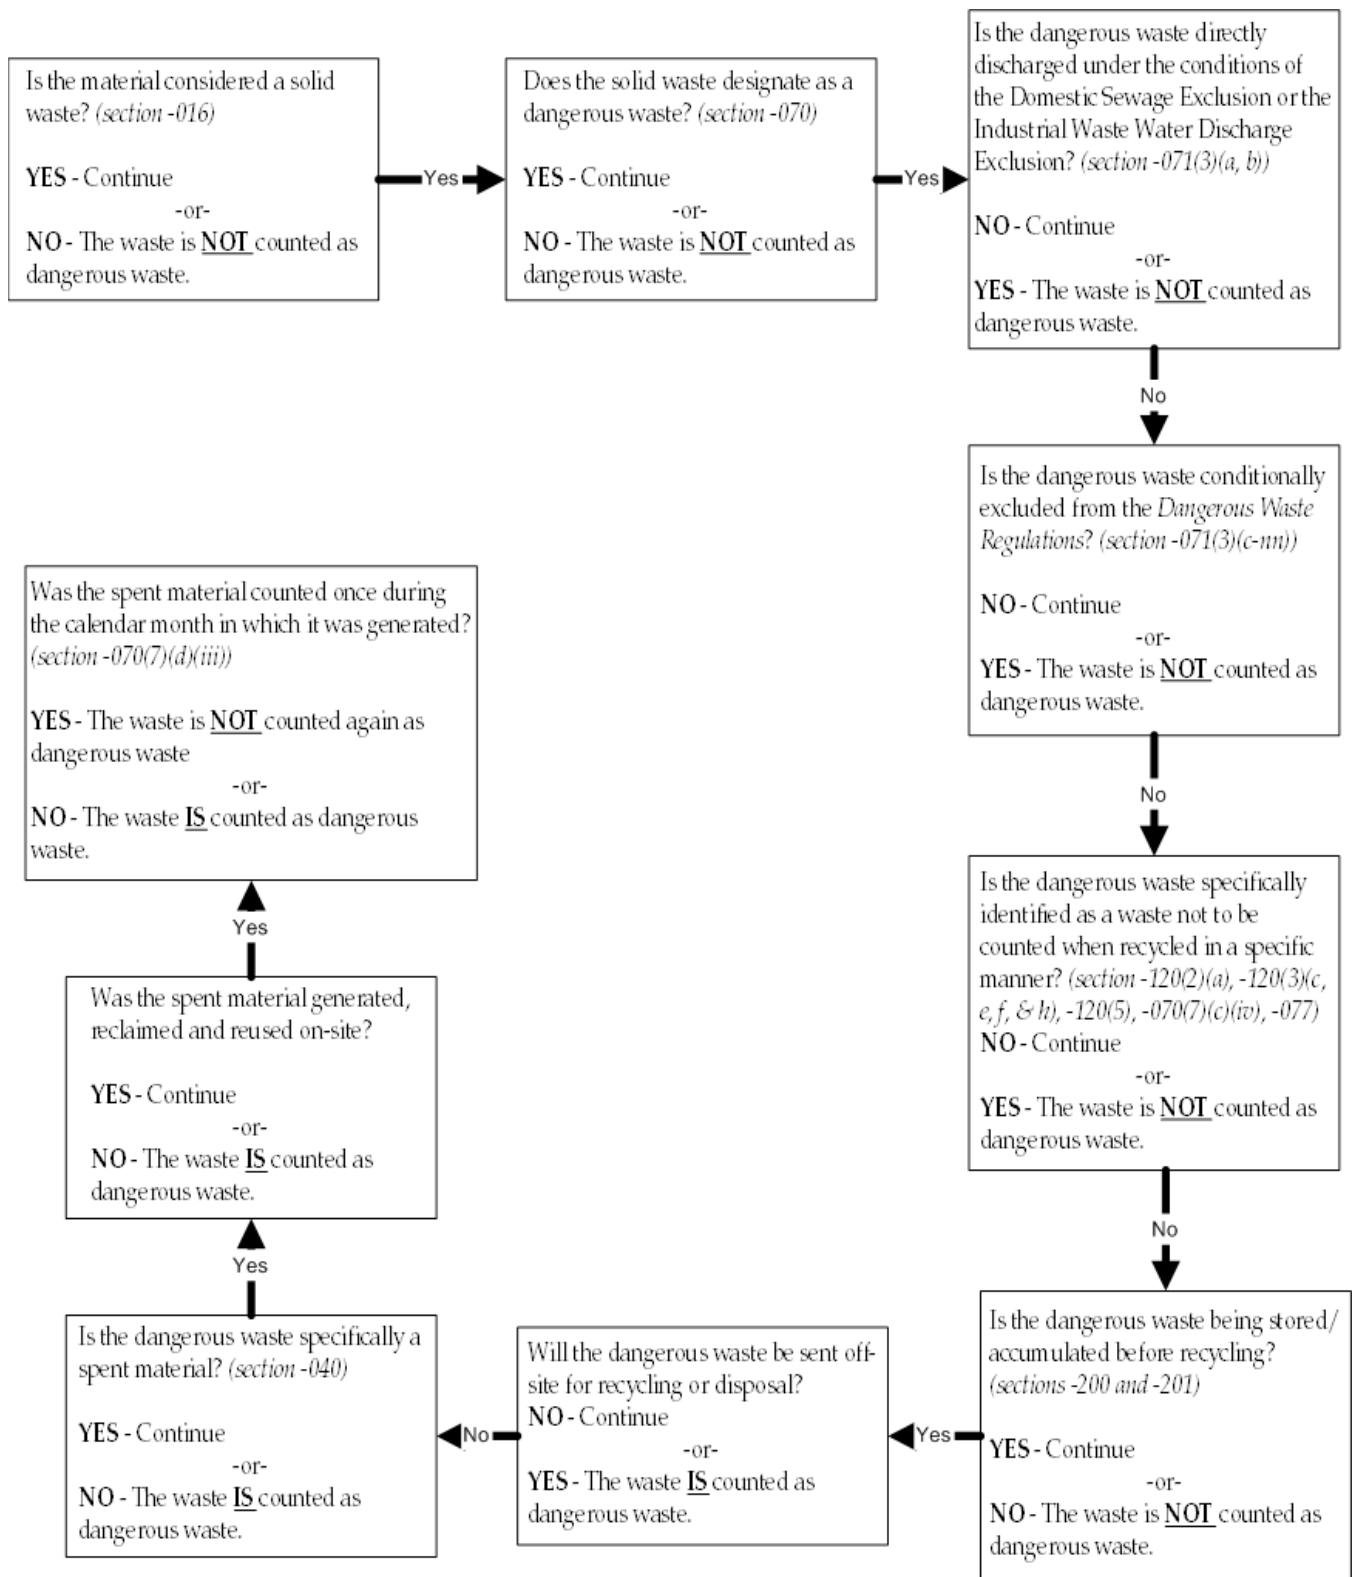 Is the material considered a solid
waste? (section -016)
YES - Continue
-or-
NO - The waste is NOT counted as
dangerous waste.
Yes
Does the solid waste designate as a
dangerous waste? (section -070)
YES - Continue
-or-
NO - The waste is NOT counted as
dangerous waste.
Yes
Is the dangerous waste directly
discharged under the conditions of
the Domestic Sewage Exclusion or the
Industrial Waste Water Discharge
Exclusion? (section -071(3)(a, b))
NO - Continue
-or-
YES - The waste is NOT counted as
dangerous waste.
No
Is the dangerous waste conditionally
excluded from the Dangerous Waste
Regulations? (section -071(3)(c-nn))
NO - Continue
-or-
YES - The waste is NOT counted as
dangerous waste.
No
Is the dangerous waste specifically
identified as a waste not to be
counted when recycled in a specific
manner? (section -120(2)(a), -120(3)(c,
e, f, & h), -120(5), -070(7)(c)(iv), -077)
NO - Continue
-or-
YES - The waste is NOT counted as
dangerous waste.
No
Is the dangerous waste being stored/
accumulated before recycling?
(sections -200 and -201)
YES - Continue
-or-
NO - The waste is NOT counted as
dangerous waste.
Yes
Will the dangerous waste be sent off-
site for recycling or disposal?
NO - Continue
-or-
YES - The waste IS counted as
dangerous waste.
No
Is the dangerous waste specifically a
spent material? (section -040)
YES - Continue
-or-
NO - The waste IS counted as
dangerous waste.
Yes
Was the spent material generated,
reclaimed and reused on-site?
YES - Continue
-or-
NO - The waste IS counted as
dangerous waste.
Yes
Was the spent material counted once during
the calendar month in which it was generated?
(section -070(7)(d)(iii))
YES - The waste is NOT counted again as
dangerous waste
-or-
NO - The waste IS counted as dangerous
waste.